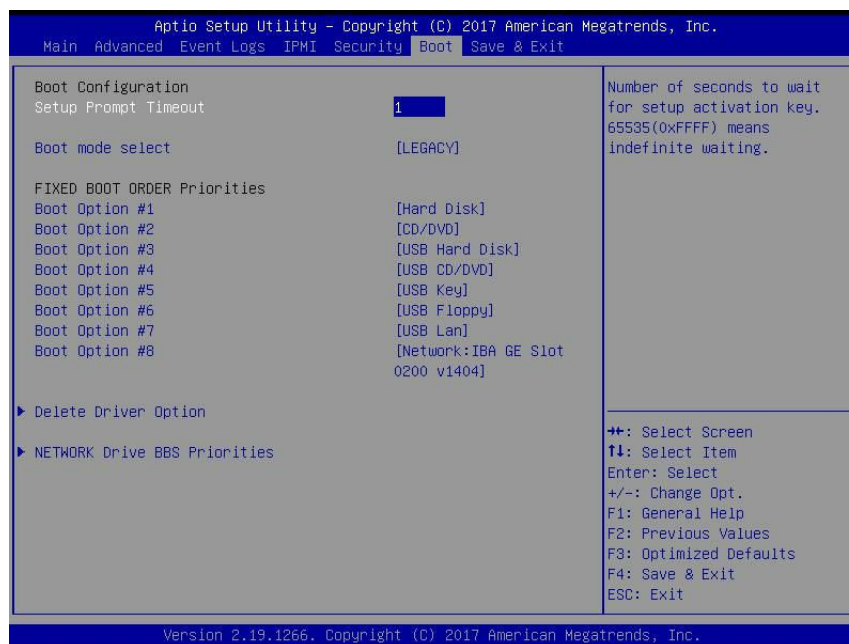 Aptio Setup Utility – Copyright (C) 2017 American Megatrends, Inc.
Main Advanced Event Logs IPMI Security Boot Save & Exit
Boot Configuration
Setup Prompt Timeout 1
Boot mode select [LEGACY]
FIXED BOOT ORDER Priorities
Boot Option #1 [Hard Disk]
Boot Option #2 [CD/DVD]
Boot Option #3 [USB Hard Disk]
Boot Option #4 [USB CD/DVD]
Boot Option #5 [USB Key]
Boot Option #6 [USB Floppy]
Boot Option #7 [USB Lan]
Boot Option #8 [Network:IBA GE Slot
0200 v1404]
▶ Delete Driver Option
▶ NETWORK Drive BBS Priorities
Number of seconds to wait
for setup activation key.
65535(0xFFFF) means
indefinite waiting.
→←: Select Screen
↑↓: Select Item
Enter: Select
+/-: Change Opt.
F1: General Help
F2: Previous Values
F3: Optimized Defaults
F4: Save & Exit
ESC: Exit
Version 2.19.1266. Copyright (C) 2017 American Megatrends, Inc.